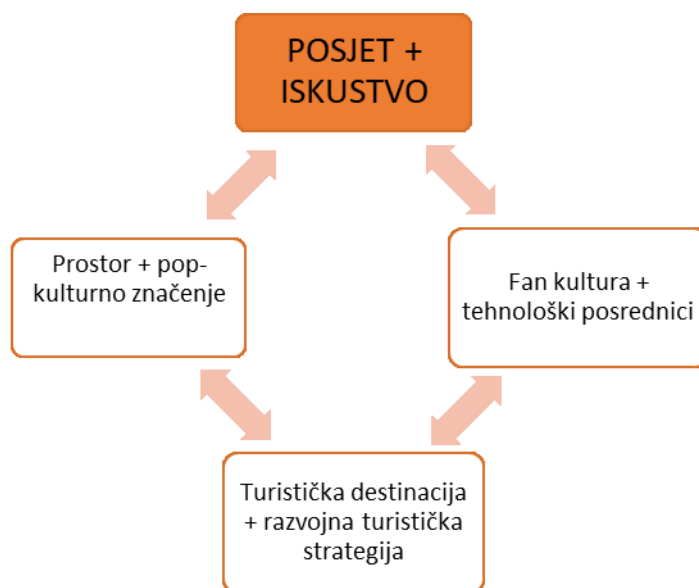 POSJET +
ISKUSTVO
Prostor + pop-
kulturno značenje
Fan kultura +
tehnološki posrednici
Turistička destinacija
+ razvojna turistička
strategija